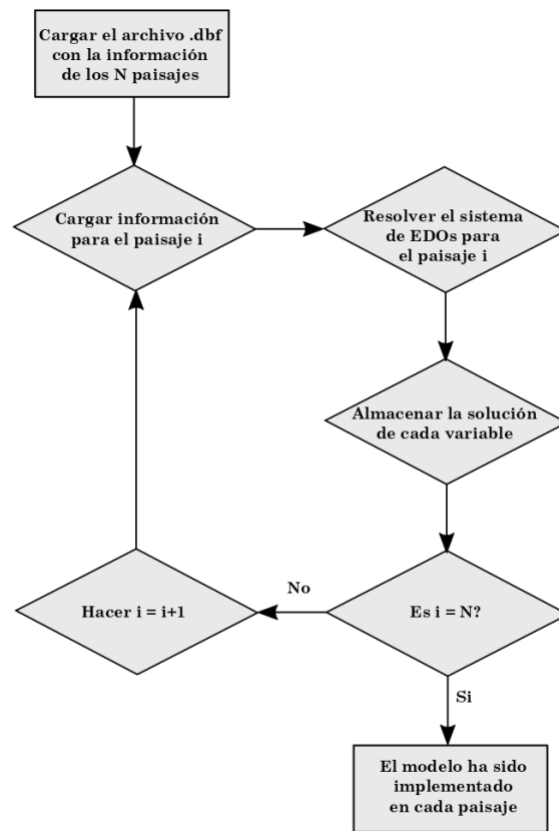 Cargar el archivo .dbf
con la información
de los N paisajes
Cargar información
para el paisaje i
Resolver el sistema
de EDOs para
el paisaje i
Almacenar la solución
de cada variable
Es i = N?
No
Hacer i = i+1
Si
El modelo ha sido
implementado
en cada paisaje